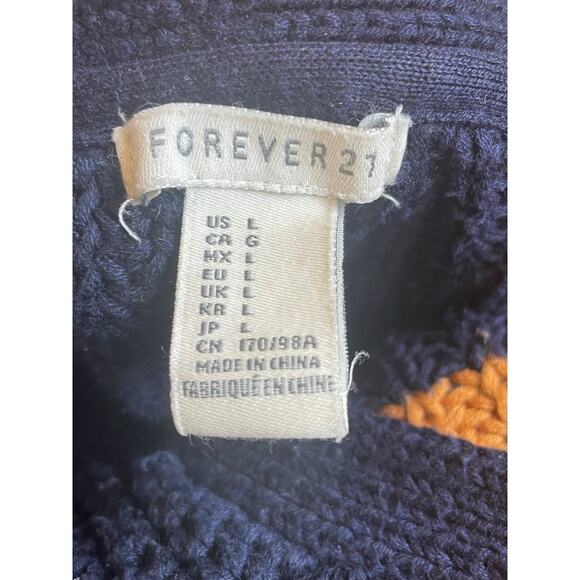 FOREVER 21
US L
CA G
MX L
EU L
UK L
KR L
JP L
CN 170/98A
MADE IN CHINA
FABRIQUÉ EN CHINE